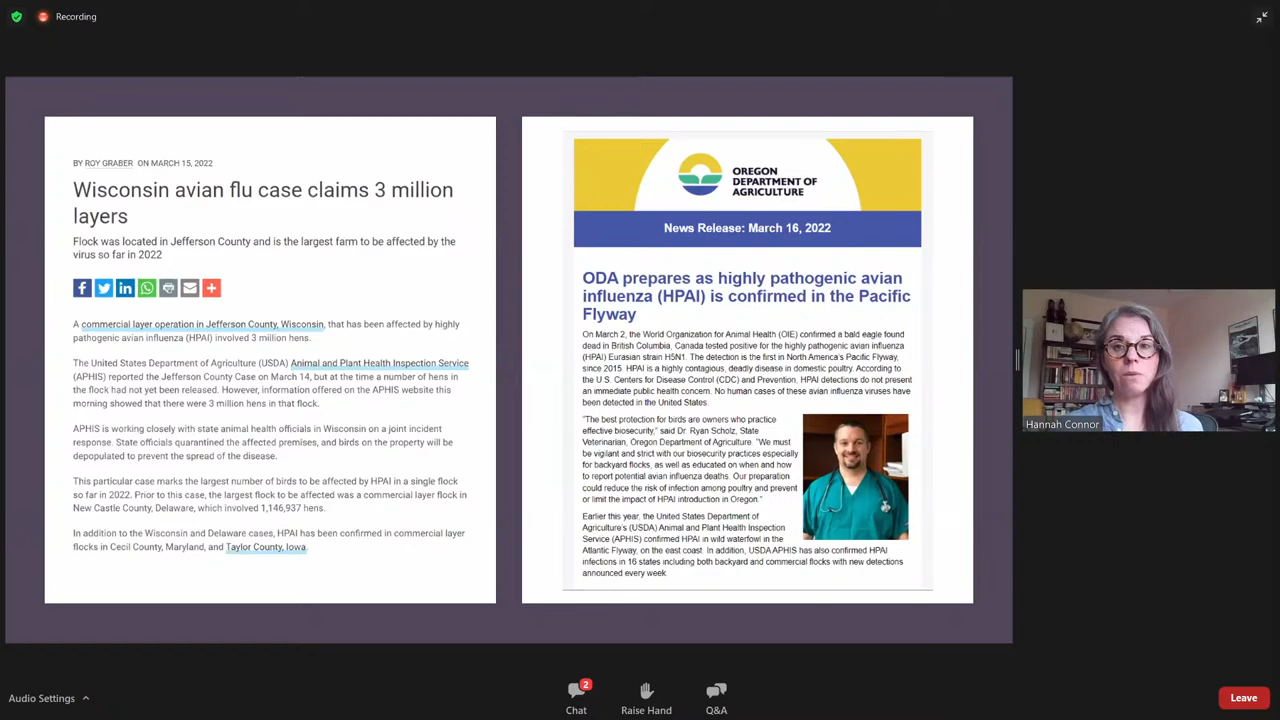 Recording
BY ROY GRABER ON MARCH 15, 2022
Wisconsin avian flu case claims 3 million
layers
Flock was located in Jefferson County and is the largest farm to be affected by the
virus so far in 2022
A commercial layer operation in Jefferson County, Wisconsin, that has been affected by highly
pathogenic avian influenza (HPAI) involved 3 million hens.
The United States Department of Agriculture (USDA) Animal and Plant Health Inspection Service
(APHIS) reported the Jefferson County Case on March 14, but at the time a number of hens in
the flock had not yet been released. However, information offered on the APHIS website this
morning showed that there were 3 million hens in that flock.
APHIS is working closely with state animal health officials in Wisconsin on a joint incident
response. State officials quarantined the affected premises, and birds on the property will be
depopulated to prevent the spread of the disease.
This particular case marks the largest number of birds to be affected by HPAI in a single flock
so far in 2022. Prior to this case, the largest flock to be affected was a commercial layer flock in
New Castle County, Delaware, which involved 1,146,937 hens.
In addition to the Wisconsin and Delaware cases, HPAI has been confirmed in commercial layer
flocks in Cecil County, Maryland, and Taylor County, Iowa.
OREGON
DEPARTMENT OF
AGRICULTURE
News Release: March 16, 2022
ODA prepares as highly pathogenic avian
influenza (HPAI) is confirmed in the Pacific
Flyway
On March 2, the World Organization for Animal Health (OIE) confirmed a bald eagle found
dead in British Columbia, Canada tested positive for the highly pathogenic avian influenza
(HPAI) Eurasian strain H5N1. The detection is the first in North America's Pacific Flyway,
since 2015. HPAI is a highly contagious, deadly disease in domestic poultry. According to
the U.S. Centers for Disease Control (CDC) and Prevention, HPAI detections do not present
an immediate public health concern. No human cases of these avian influenza viruses have
been detected in the United States.
"The best protection for birds are owners who practice
effective biosecurity," said Dr. Ryan Scholz, State
Veterinarian, Oregon Department of Agriculture. "We must
be vigilant and strict with our biosecurity practices especially
for backyard flocks, as well as educated on when and how
to report potential avian influenza deaths. Our preparation
could reduce the risk of infection among poultry and prevent
or limit the impact of HPAI introduction in Oregon."
Earlier this year, the United States Department of
Agriculture's (USDA) Animal and Plant Health Inspection
Service (APHIS) confirmed HPAI in wild waterfowl in the
Atlantic Flyway, on the east coast. In addition, USDA APHIS has also confirmed HPAI
infections in 16 states including both backyard and commercial flocks with new detections
announced every week.
Hannah Connor
Audio Settings
2
Chat
Raise Hand
Q&A
Leave